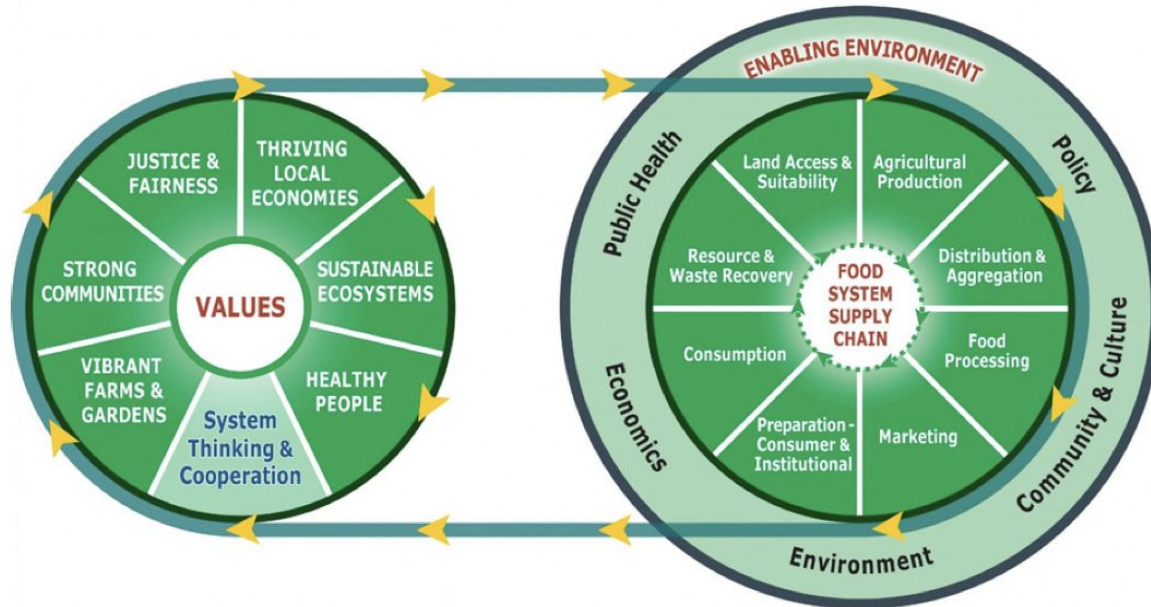 JUSTICE &
FAIRNESS
THRIVING
LOCAL
ECONOMIES
SUSTAINABLE
ECOSYSTEMS
HEALTHY
PEOPLE
System
Thinking &
Cooperation
VIBRANT
FARMS &
GARDENS
STRONG
COMMUNITIES
VALUES
ENABLING ENVIRONMENT
Policy
Community & Culture
Environment
Economics
Public Health
Land Access &
Suitability
Agricultural
Production
Distribution &
Aggregation
Food
Processing
Marketing
Preparation-
Consumer &
Institutional
Consumption
Resource &
Waste Recovery
FOOD
SYSTEM
SUPPLY
CHAIN